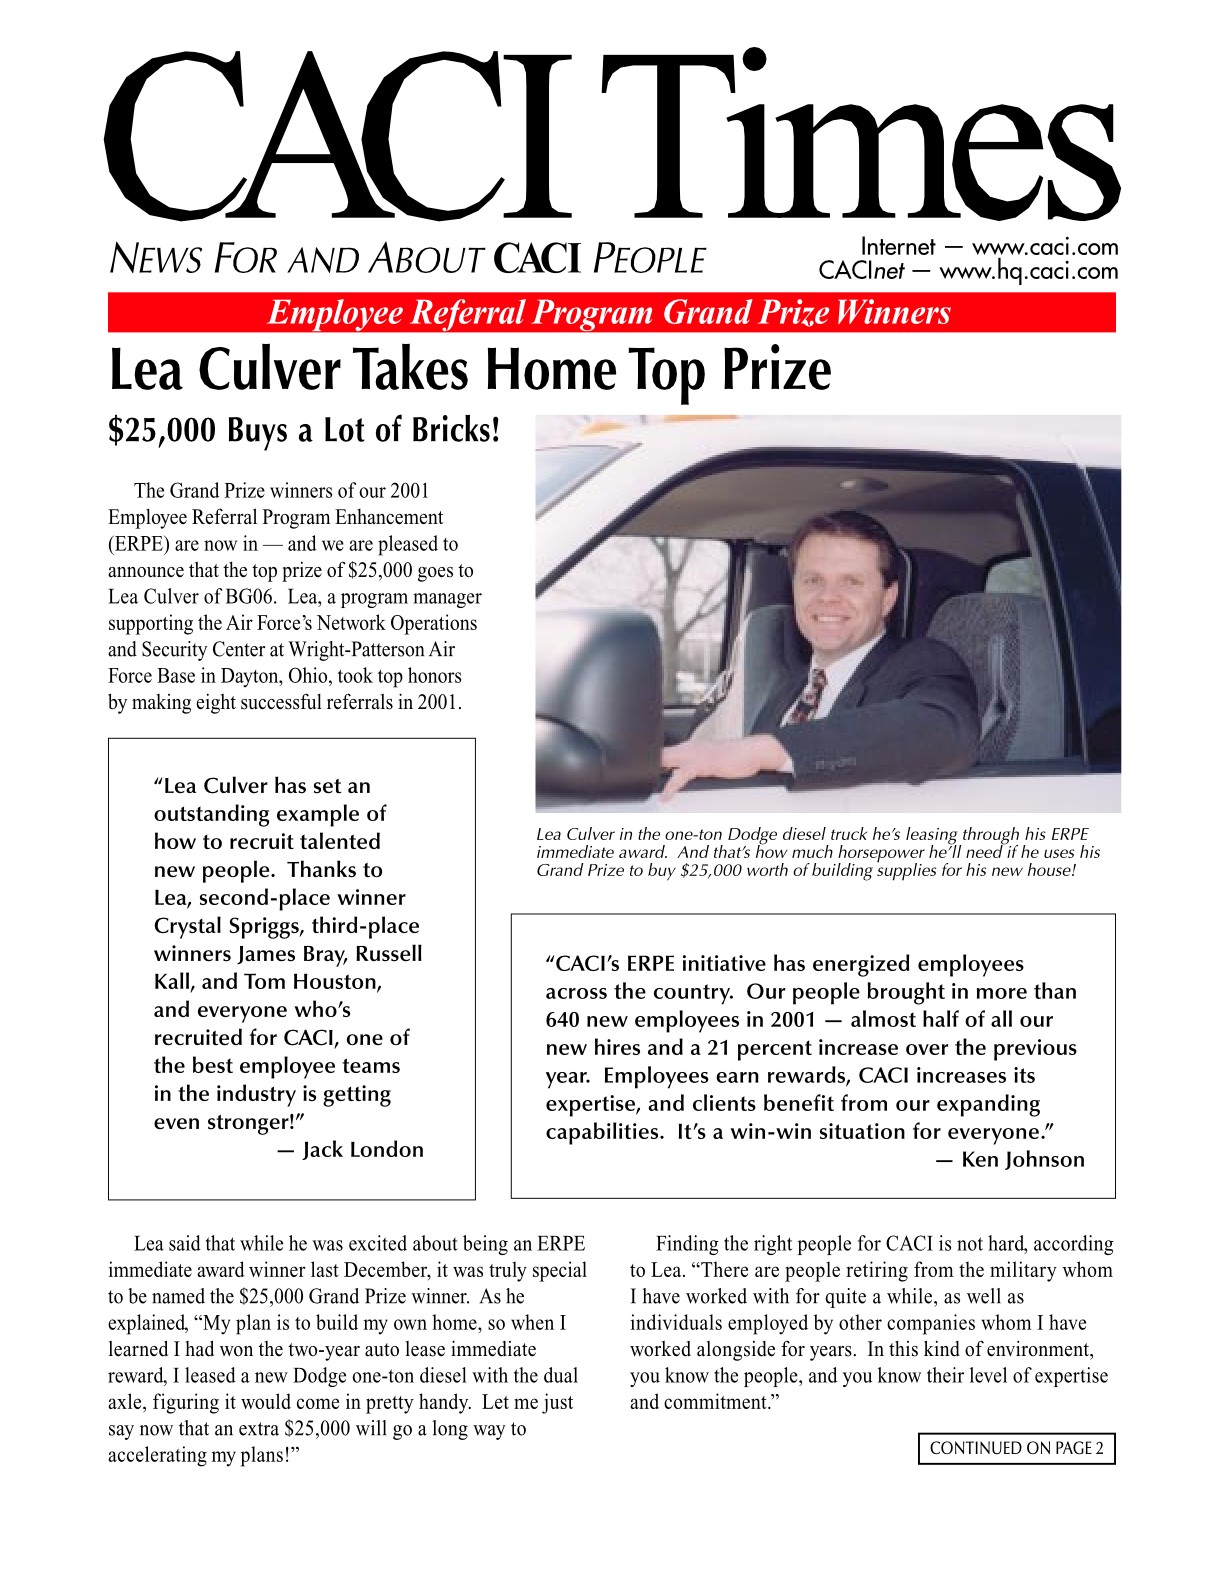 CACI Times
NEWS FOR AND ABOUT CACI PEOPLE
Internet — www.caci.com
CACInet — www.hq.caci.com
Employee Referral Program Grand Prize Winners
Lea Culver Takes Home Top Prize
$25,000 Buys a Lot of Bricks!
The Grand Prize winners of our 2001
Employee Referral Program Enhancement
(ERPE) are now in — and we are pleased to
announce that the top prize of $25,000 goes to
Lea Culver of BG06.  Lea, a program manager
supporting the Air Force’s Network Operations
and Security Center at Wright-Patterson Air
Force Base in Dayton, Ohio, took top honors
by making eight successful referrals in 2001.
“Lea Culver has set an
outstanding example of
how to recruit talented
new people.  Thanks to
Lea, second-place winner
Crystal Spriggs, third-place
winners James Bray, Russell
Kall, and Tom Houston,
and everyone who’s
recruited for CACI, one of
the best employee teams
in the industry is getting
even stronger!”
— Jack London
Lea Culver in the one-ton Dodge diesel truck he’s leasing through his ERPE
immediate award.  And that’s how much horsepower he’ll need if he uses his
Grand Prize to buy $25,000 worth of building supplies for his new house!
“CACI’s ERPE initiative has energized employees
across the country.  Our people brought in more than
640 new employees in 2001 — almost half of all our
new hires and a 21 percent increase over the previous
year.  Employees earn rewards, CACI increases its
expertise, and clients benefit from our expanding
capabilities.  It’s a win-win situation for everyone.”
— Ken Johnson
Lea said that while he was excited about being an ERPE
immediate award winner last December, it was truly special
to be named the $25,000 Grand Prize winner.  As he
explained, “My plan is to build my own home, so when I
learned I had won the two-year auto lease immediate
reward, I leased a new Dodge one-ton diesel with the dual
axle, figuring it would come in pretty handy.  Let me just
say now that an extra $25,000 will go a long way to
accelerating my plans!”
Finding the right people for CACI is not hard, according
to Lea. “There are people retiring from the military whom
I have worked with for quite a while, as well as
individuals employed by other companies whom I have
worked alongside for years.  In this kind of environment,
you know the people, and you know their level of expertise
and commitment.”
CONTINUED ON PAGE 2